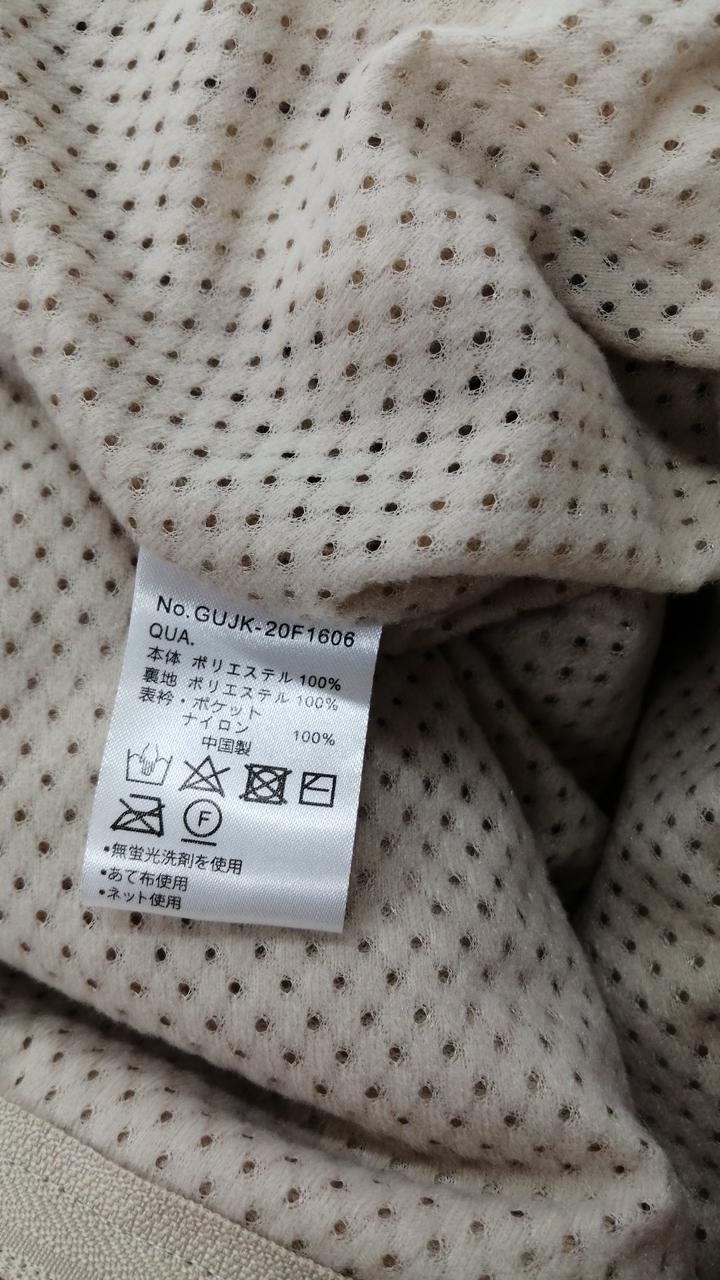 No.GUJK-20F1606
QUA.
本体 ポリエステル 100%
裏地 ポリエステル 100%
表衿・ポケット
ナイロン 100%
中国製
F
•無蛍光洗剤を使用
•あて布使用
•ネット使用